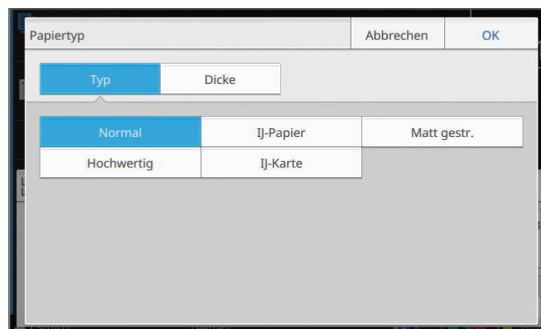 Papiertyp Abbrechen OK
Typ Dicke
Normal IJ-Papier Matt gestr.
Hochwertig IJ-Karte